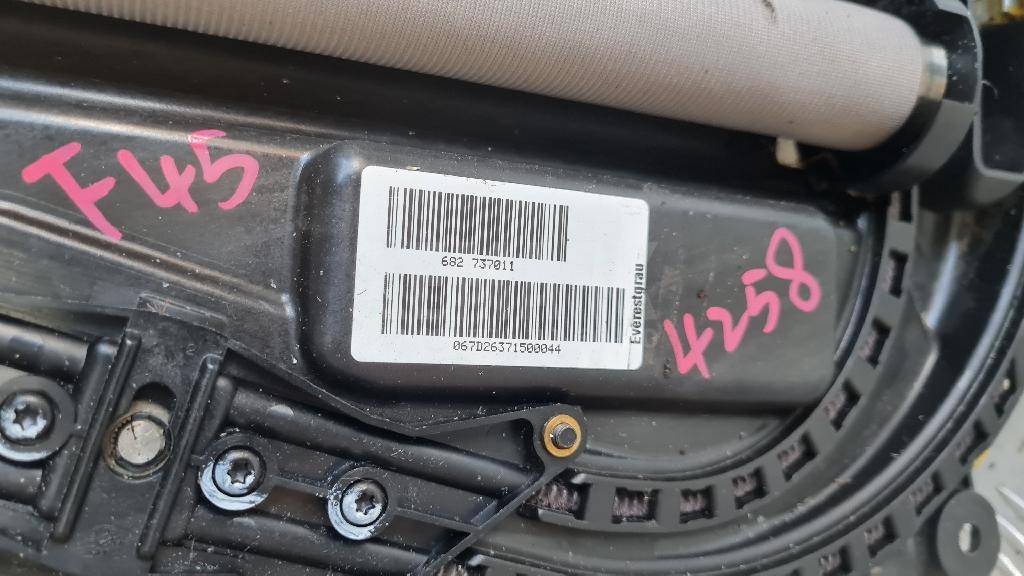 F45
682 737011
067D26371500044
Everestgrau
4258